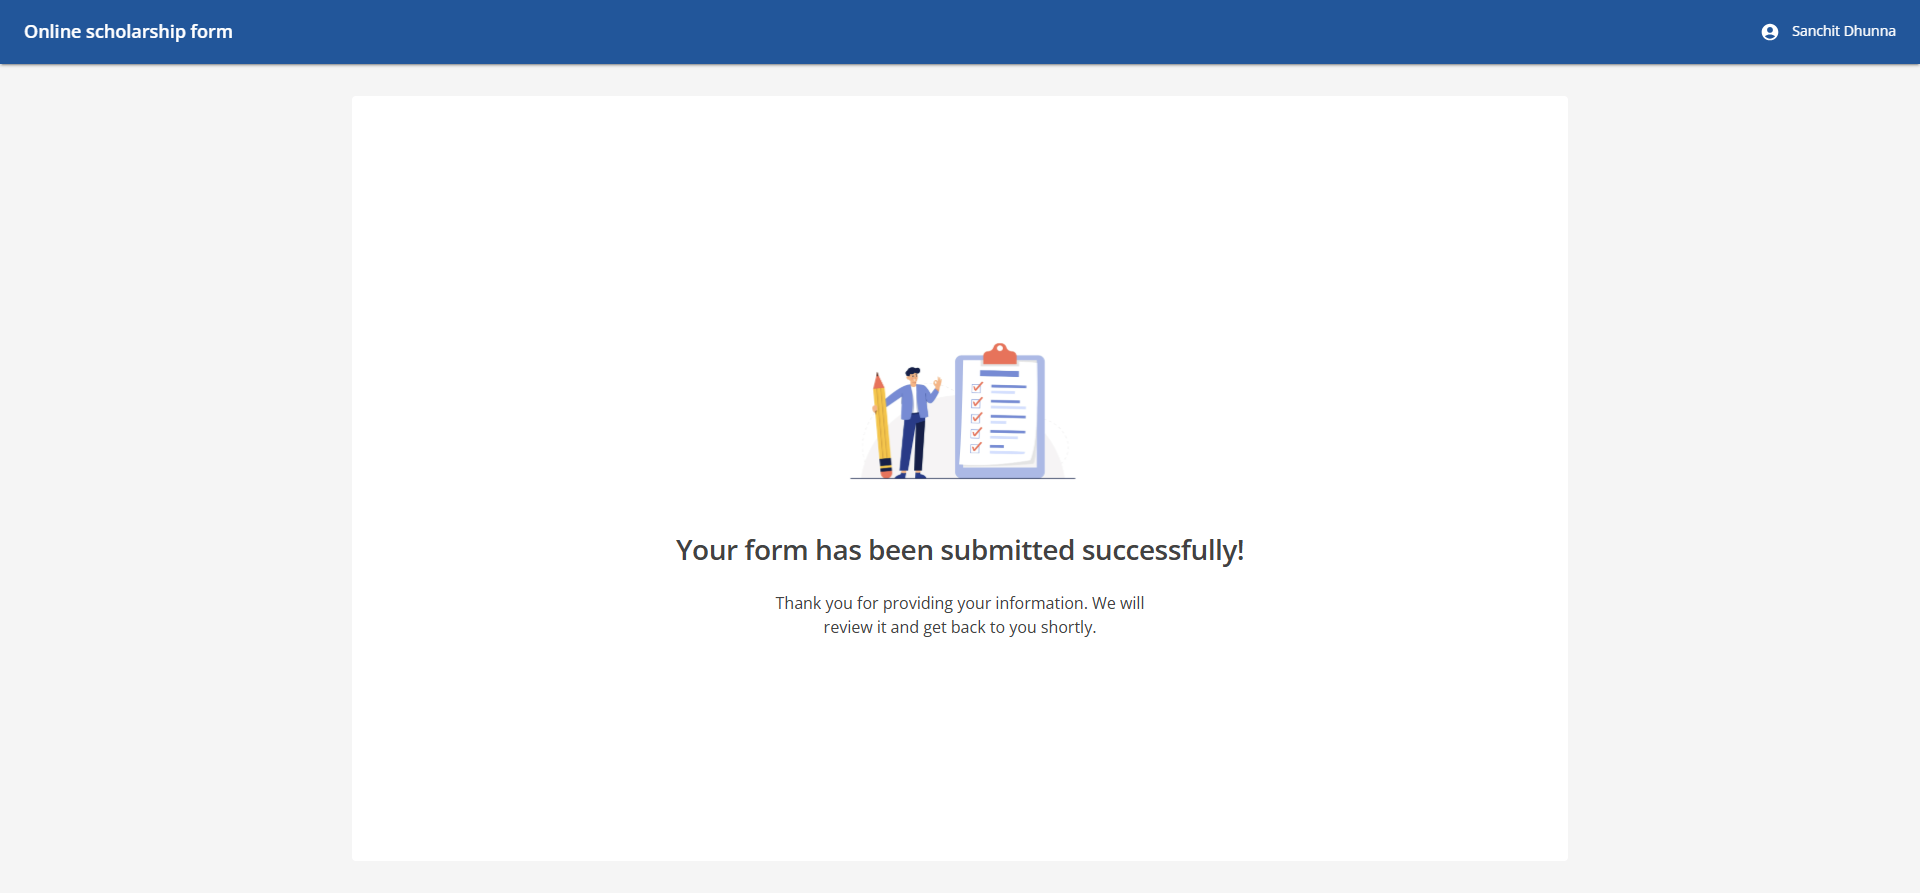 Online scholarship form
Sanchit Dhunna
Your form has been submitted successfully!
Thank you for providing your information. We will
review it and get back to you shortly.